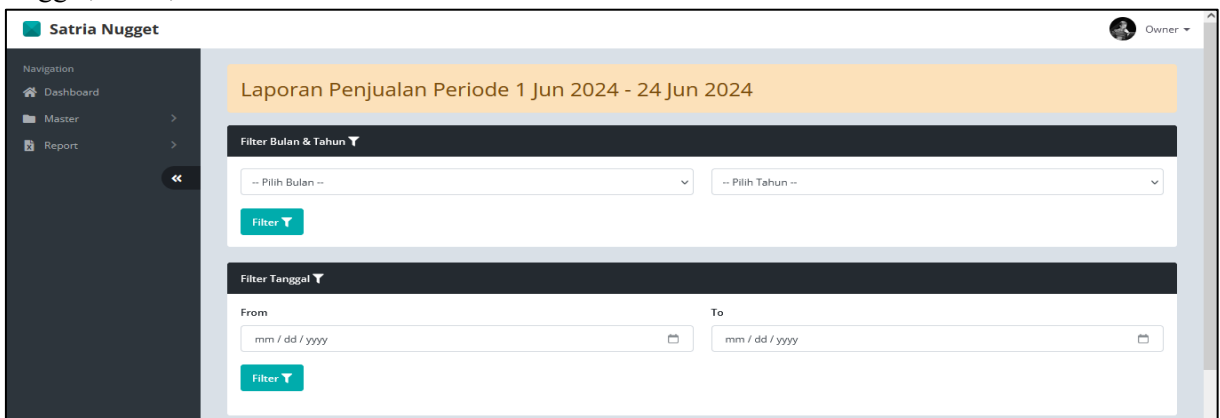 Satria Nugget
Owner
Navigation
Dashboard
Master
Report
Laporan Penjualan Periode 1 Jun 2024 - 24 Jun 2024
Filter Bulan & Tahun
-- Pilih Bulan --
-- Pilih Tahun --
Filter
Filter Tanggal
From
To
mm / dd / yyyy
mm / dd / yyyy
Filter